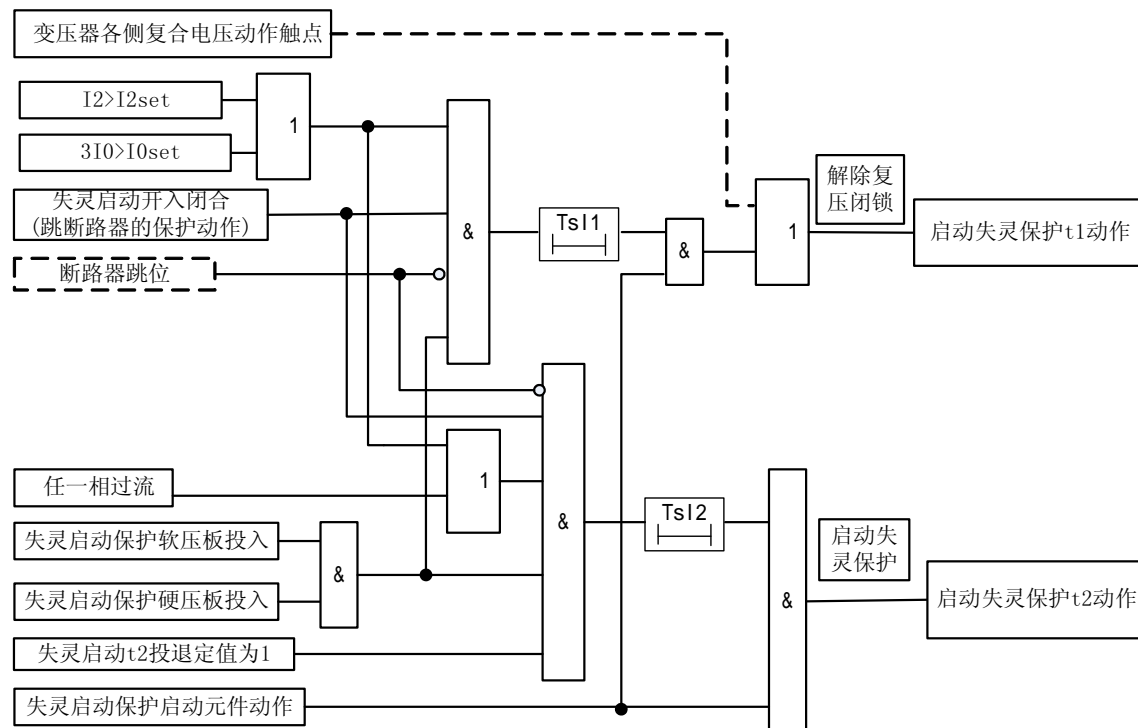 变压器各侧复合电压动作触点
I2>I2set
1
3I0>I0set
失灵启动开入闭合
(跳断路器的保护动作)
断路器跳位
&
TsI1
&
1
解除复
压闭锁
启动失灵保护t1动作
任一相过流
1
失灵启动保护软压板投入
&
失灵启动保护硬压板投入
&
TsI2
&
启动失
灵保护
启动失灵保护t2动作
失灵启动t2投退定值为1
失灵启动保护启动元件动作